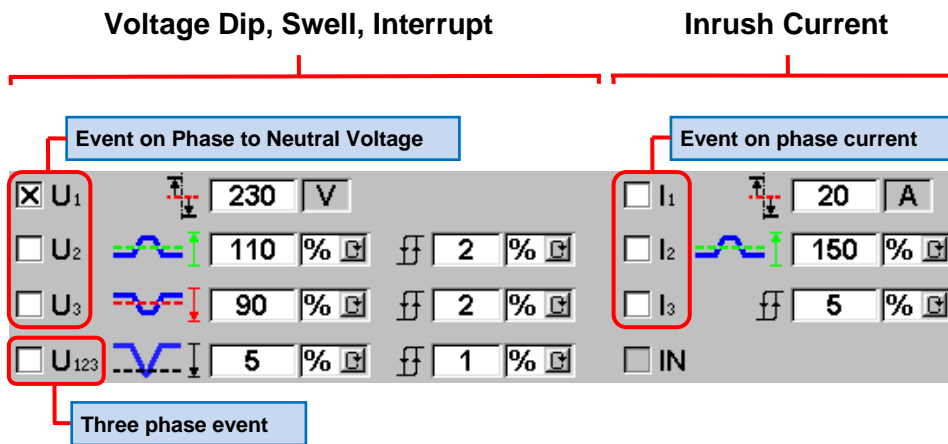 Voltage Dip, Swell, Interrupt
Inrush Current
Event on Phase to Neutral Voltage
Event on phase current
U1 230 V
I1 20 A
U2 110 % 2 %
I2 150 %
U3 90 % 2 %
I3 5 %
U123 5 % 1 %
IN
Three phase event